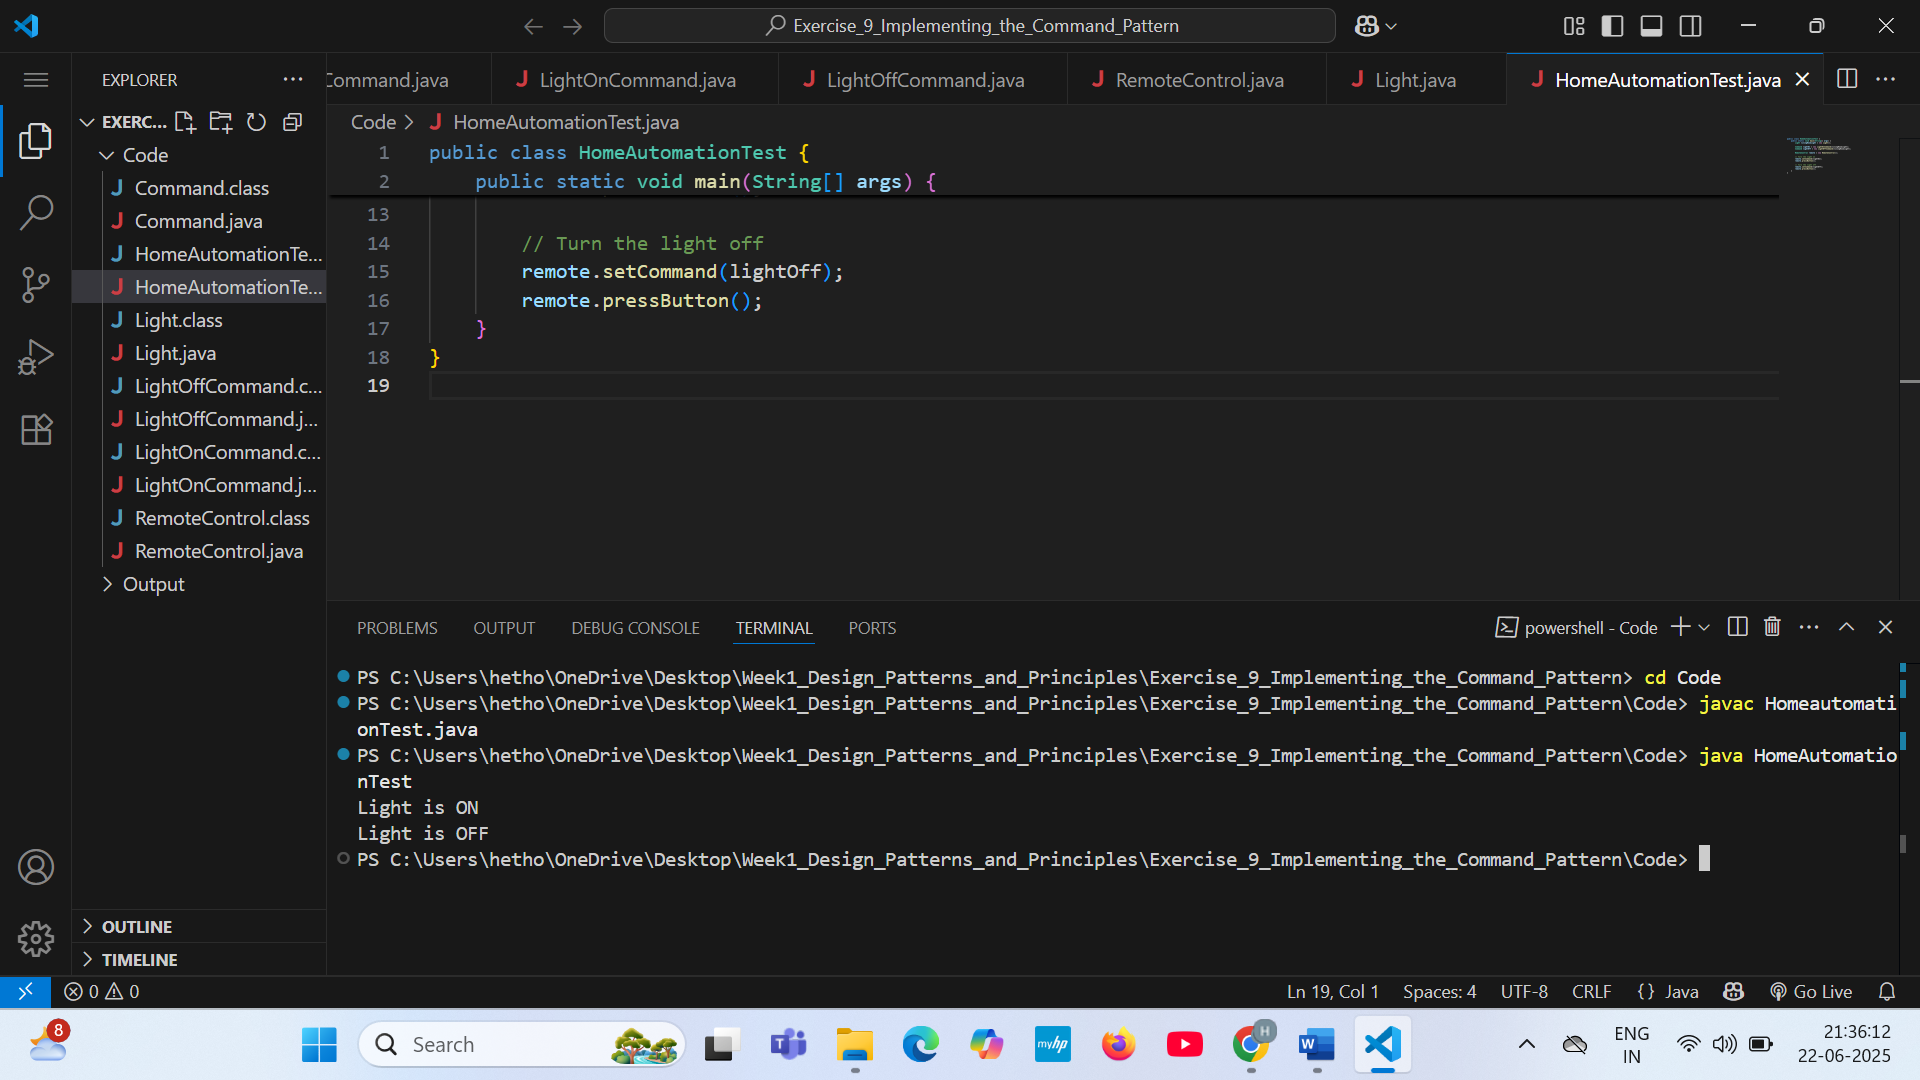 Exercise_9_Implementing_the_Command_Pattern
EXPLORER
Command.java
LightOnCommand.java
LightOffCommand.java
RemoteControl.java
Light.java
HomeAutomationTest.java
EXERC...
Code
Command.class
Command.java
HomeAutomationTe...
HomeAutomationTe...
Light.class
Light.java
LightOffCommand.c...
LightOffCommand.j...
LightOnCommand.c...
LightOnCommand.j...
RemoteControl.class
RemoteControl.java
Output
OUTLINE
TIMELINE
Code > HomeAutomationTest.java
1 public class HomeAutomationTest {
2 public static void main(String[] args) {
13
14 // Turn the light off
15 remote.setCommand(lightOff);
16 remote.pressButton();
17 }
18 }
19
PROBLEMS OUTPUT DEBUG CONSOLE TERMINAL PORTS
powershell - Code
PS C:\Users\hetho\OneDrive\Desktop\Week1_Design_Patterns_and_Principles\Exercise_9_Implementing_the_Command_Pattern> cd Code
PS C:\Users\hetho\OneDrive\Desktop\Week1_Design_Patterns_and_Principles\Exercise_9_Implementing_the_Command_Pattern\Code> javac Homeautomati
onTest.java
PS C:\Users\hetho\OneDrive\Desktop\Week1_Design_Patterns_and_Principles\Exercise_9_Implementing_the_Command_Pattern\Code> java HomeAutomatio
nTest
Light is ON
Light is OFF
PS C:\Users\hetho\OneDrive\Desktop\Week1_Design_Patterns_and_Principles\Exercise_9_Implementing_the_Command_Pattern\Code>
0 0
Ln 19, Col 1 Spaces: 4 UTF-8 CRLF {} Java Go Live
8
Search
myhp
H
ENG
IN
21:36:12
22-06-2025